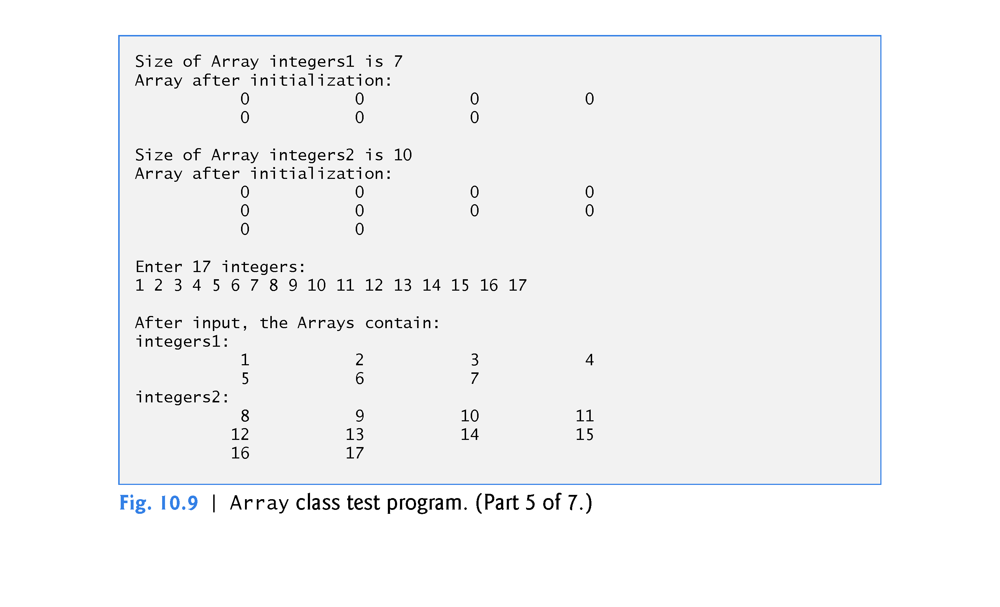 Size of Array integers1 is 7
Array after initialization:
0 0 0 0
0 0 0
Size of Array integers2 is 10
Array after initialization:
0 0 0 0
0 0 0 0
0 0
Enter 17 integers:
1 2 3 4 5 6 7 8 9 10 11 12 13 14 15 16 17
After input, the Arrays contain:
integers1:
1 2 3 4
5 6 7
integers2:
8 9 10 11
12 13 14 15
16 17
Fig. 10.9 | Array class test program. (Part 5 of 7.)